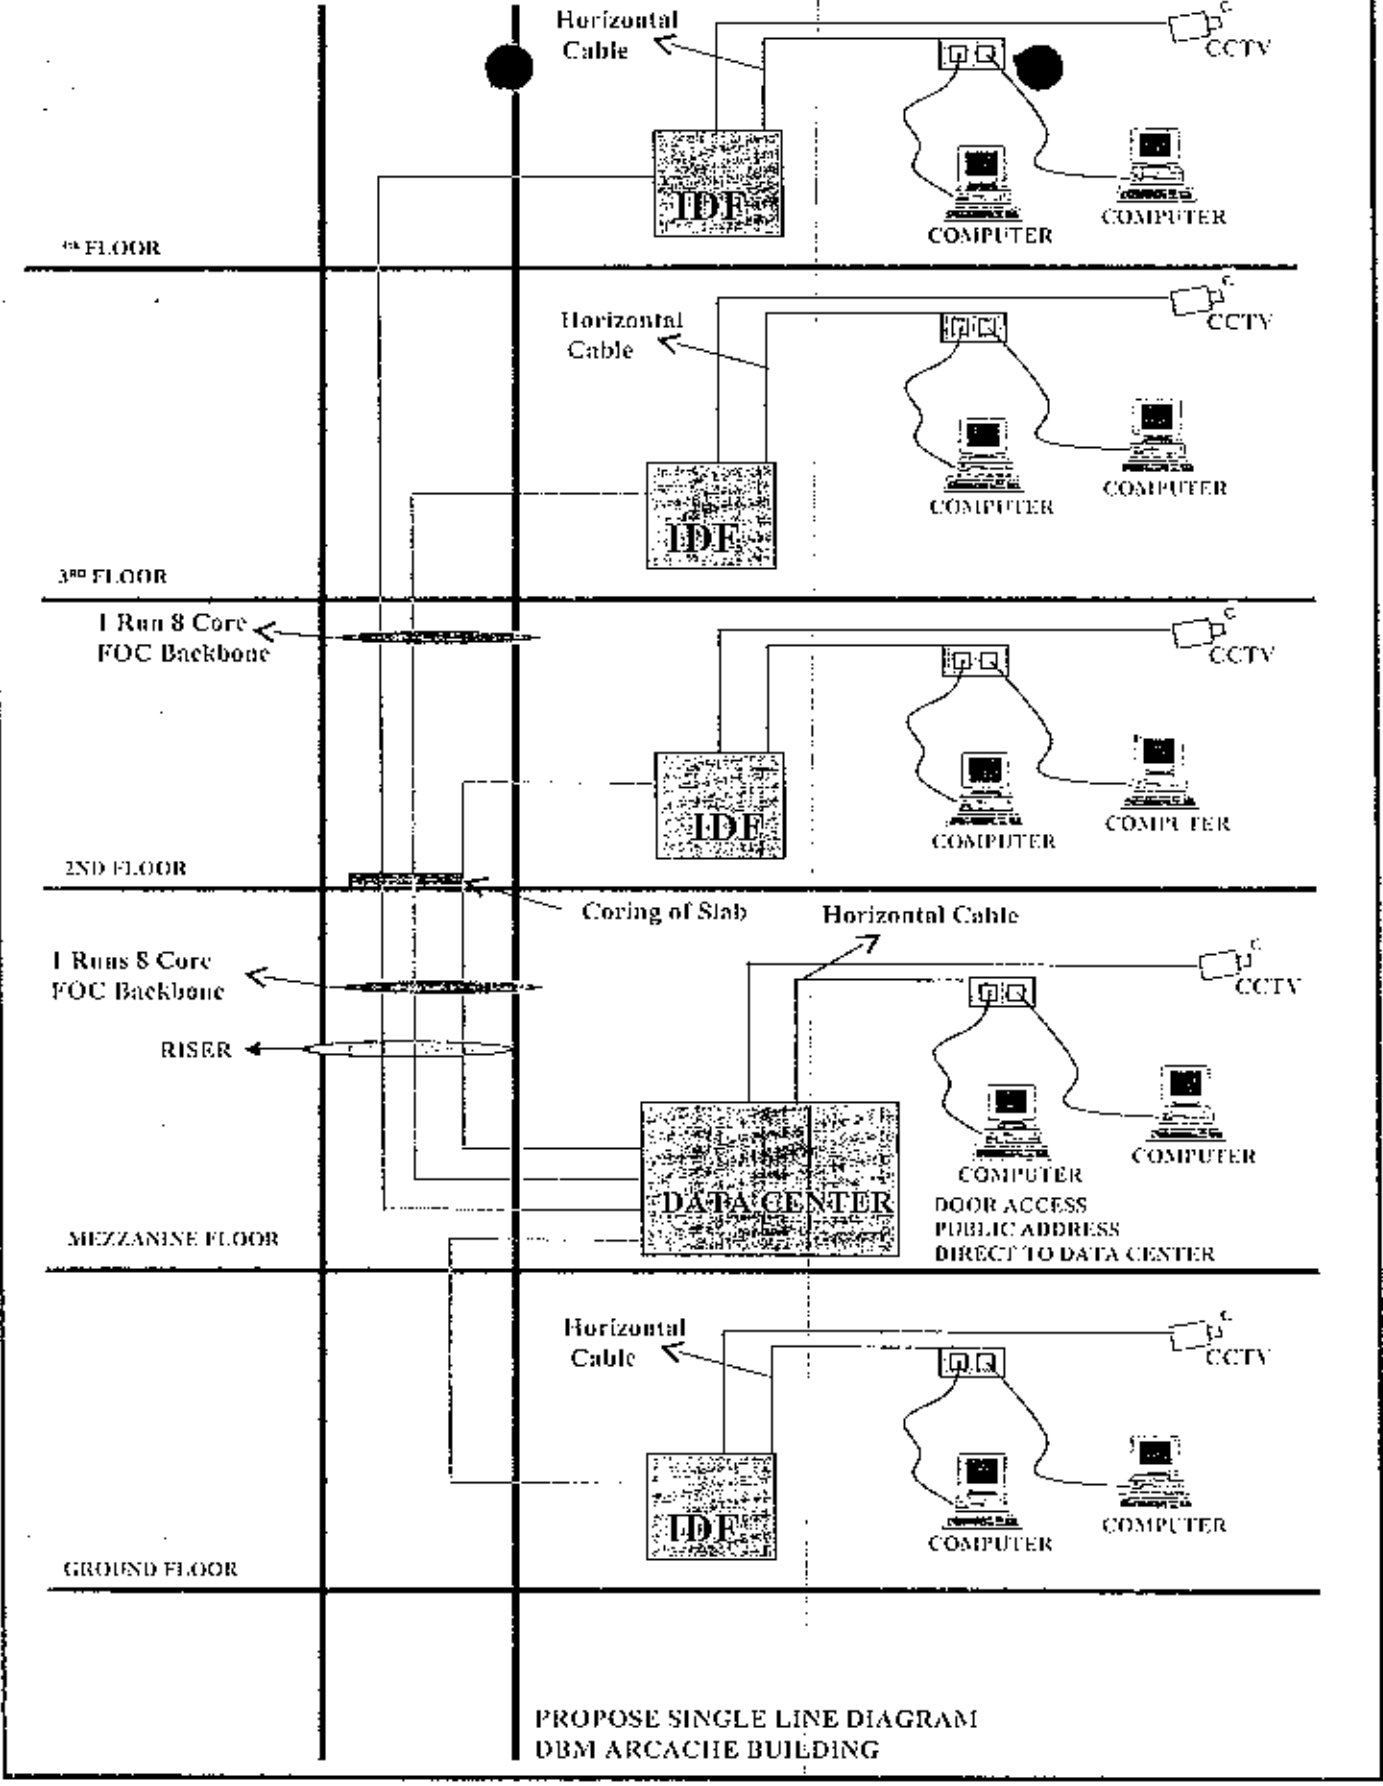 Horizontal
Cable
CCTV
IDF
COMPUTER
COMPUTER
FLOOR
Horizontal
Cable
CCTV
IDF
COMPUTER
COMPUTER
3RD FLOOR
1 Run 8 Core
FOC Backbone
CCTV
IDF
COMPUTER
COMPUTER
2ND FLOOR
Coring of Slab
Horizontal Cable
1 Runs 8 Core
FOC Backbone
CCTV
RISER
COMPUTER
COMPUTER
DATA CENTER
DOOR ACCESS
PUBLIC ADDRESS
DIRECT TO DATA CENTER
MEZZANINE FLOOR
Horizontal
Cable
CCTV
IDF
COMPUTER
COMPUTER
GROUND FLOOR
PROPOSE SINGLE LINE DIAGRAM
DBM ARCACHE BUILDING